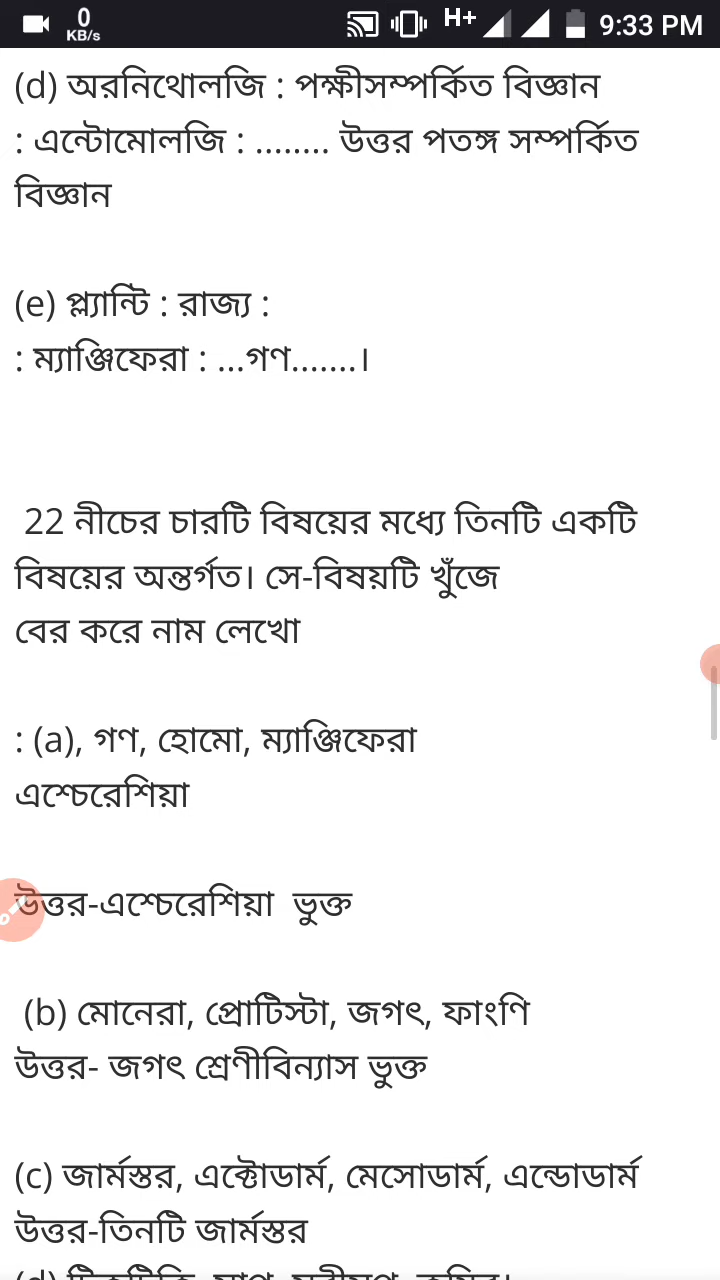 0
KB/s
H+
9:33 PM
(d) অরনিথোলজি : পক্ষীসম্পর্কিত বিজ্ঞান
: এন্টোমোলজি : ........ উত্তর পতঙ্গ সম্পর্কিত
বিজ্ঞান
(e) প্ল্যান্টি : রাজ্য :
: ম্যাঞ্জিফেরা : ...গণ.......।
22 নীচের চারটি বিষয়ের মধ্যে তিনটি একটি
বিষয়ের অন্তর্গত। সে-বিষয়টি খুঁজে
বের করে নাম লেখো
: (a), গণ, হোমো, ম্যাঞ্জিফেরা
এশ্চেরেশিয়া
উত্তর-এশ্চেরেশিয়া ভুক্ত
(b) মোনেরা, প্রোটিস্টা, জগৎ, ফাংণি
উত্তর- জগৎ শ্রেণীবিন্যাস ভুক্ত
(c) জার্মস্তর, এক্টোডার্ম, মেসোডার্ম, এন্ডোডার্ম
উত্তর-তিনটি জার্মস্তর